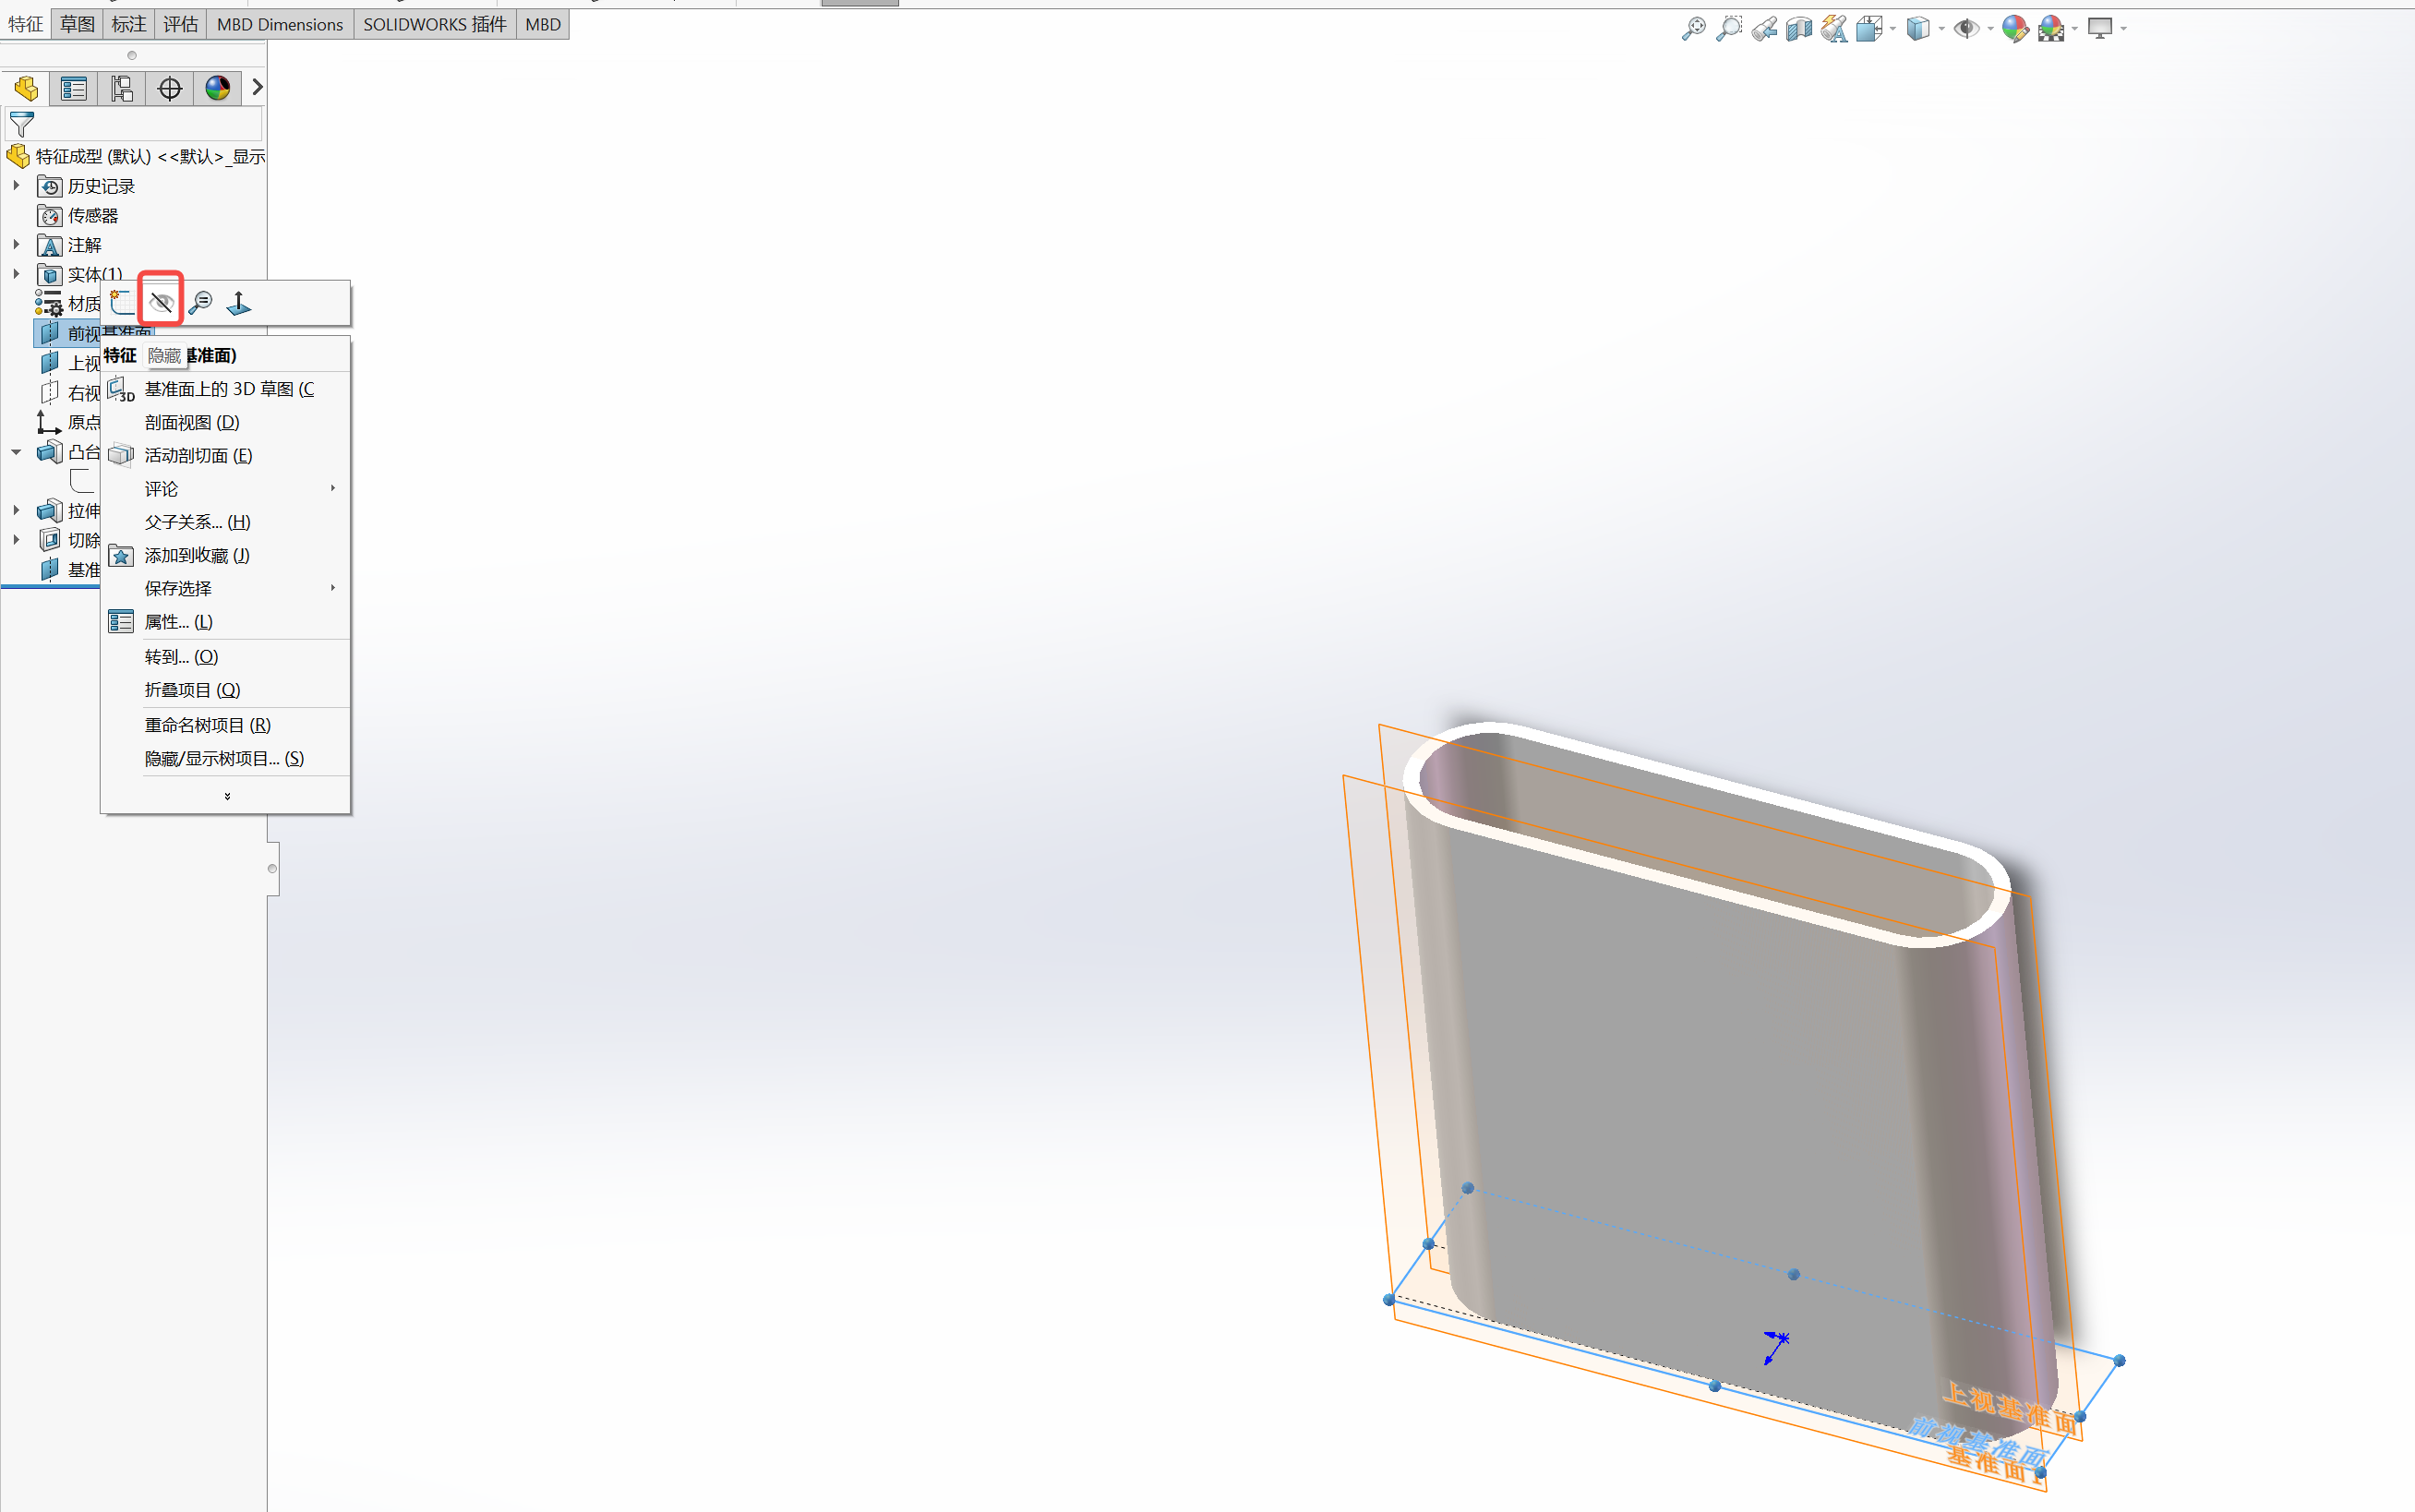 特征 草图 标注 评估 MBD Dimensions SOLIDWORKS 插件 MBD
特征成型 (默认) <<默认>_显示
历史记录
传感器
注解
实体(1)
材质
前视基准面
上视
右视
原点
凸台
拉伸
切除
基准
特征 隐藏 基准面)
基准面上的 3D 草图 (C
剖面视图 (D)
活动剖切面 (E)
评论
父子关系... (H)
添加到收藏 (J)
保存选择
属性... (L)
转到... (O)
折叠项目 (Q)
重命名树项目 (R)
隐藏/显示树项目... (S)
上视基准面
前视基准面
基准面1